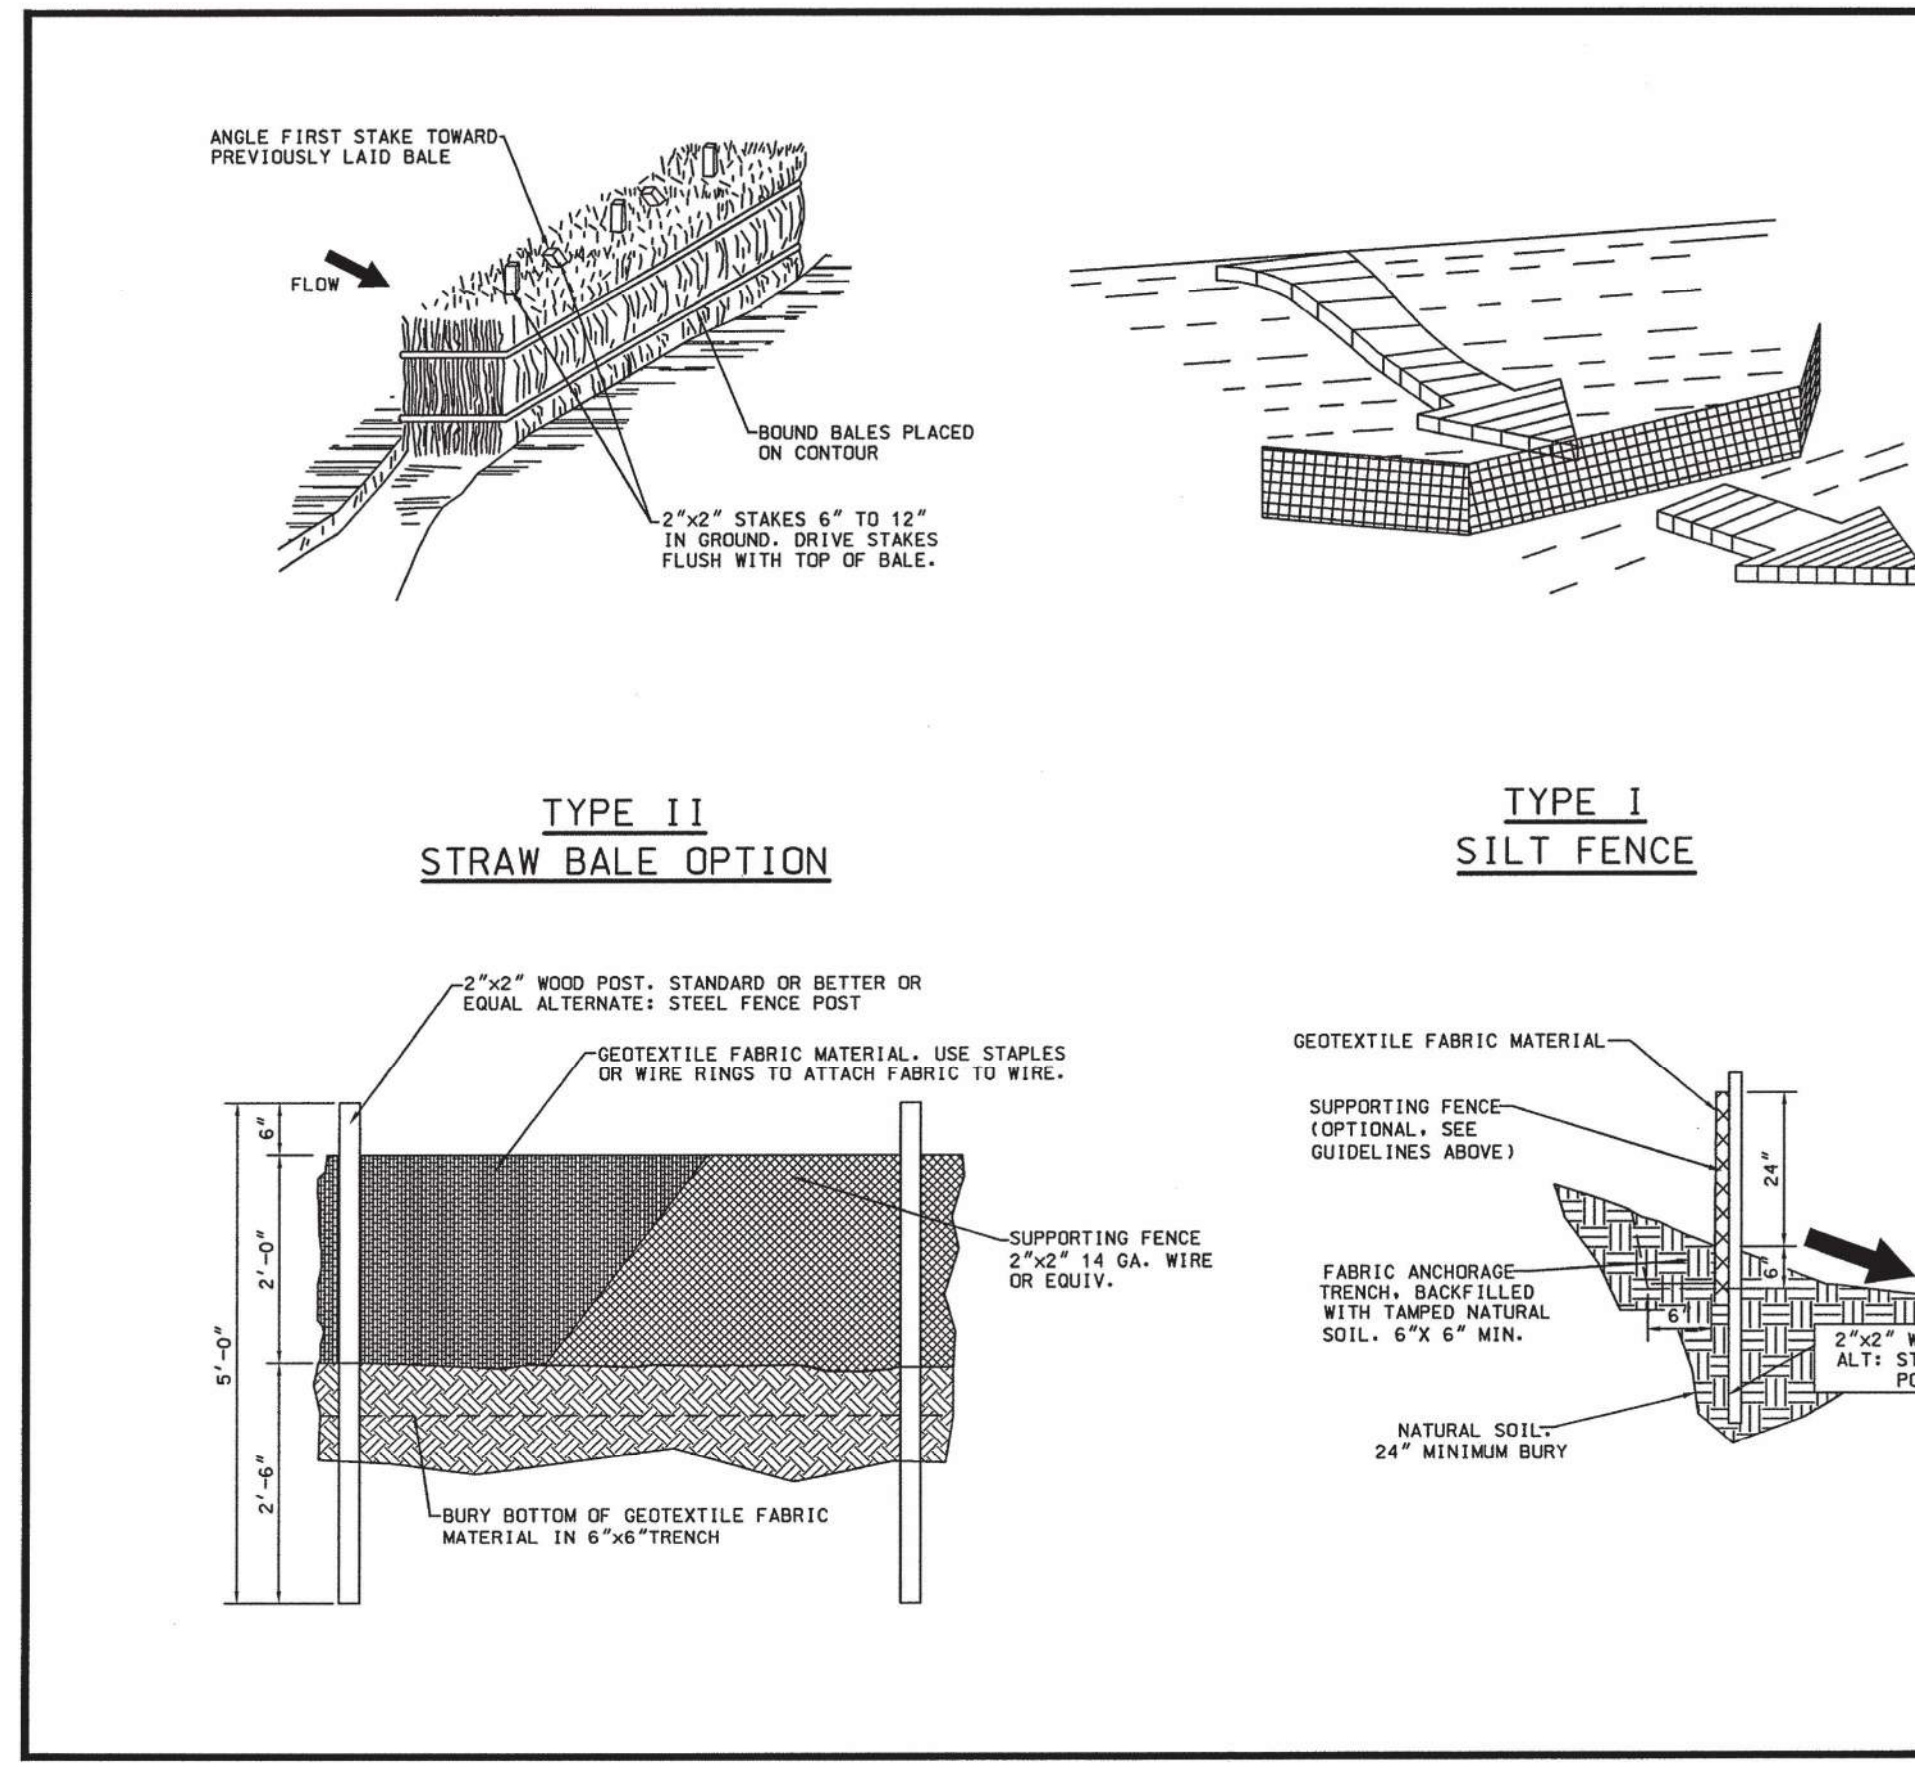 ANGLE FIRST STAKE TOWARD
PREVIOUSLY LAID BALE
FLOW
BOUND BALES PLACED
ON CONTOUR
2"x2" STAKES 6" TO 12"
IN GROUND. DRIVE STAKES
FLUSH WITH TOP OF BALE.
TYPE II
STRAW BALE OPTION
TYPE I
SILT FENCE
2"x2" WOOD POST. STANDARD OR BETTER OR
EQUAL ALTERNATE: STEEL FENCE POST
GEOTEXTILE FABRIC MATERIAL. USE STAPLES
OR WIRE RINGS TO ATTACH FABRIC TO WIRE.
6"
2'-0"
5'-0"
2'-6"
SUPPORTING FENCE
2"x2" 14 GA. WIRE
OR EQUIV.
BURY BOTTOM OF GEOTEXTILE FABRIC
MATERIAL IN 6"x6"TRENCH
GEOTEXTILE FABRIC MATERIAL
SUPPORTING FENCE
(OPTIONAL, SEE
GUIDELINES ABOVE)
24"
FABRIC ANCHORAGE
TRENCH, BACKFILLED
WITH TAMPED NATURAL
SOIL. 6"X 6" MIN.
6"
6"
2"x2" W
ALT: ST
PO
NATURAL SOIL,
24" MINIMUM BURY